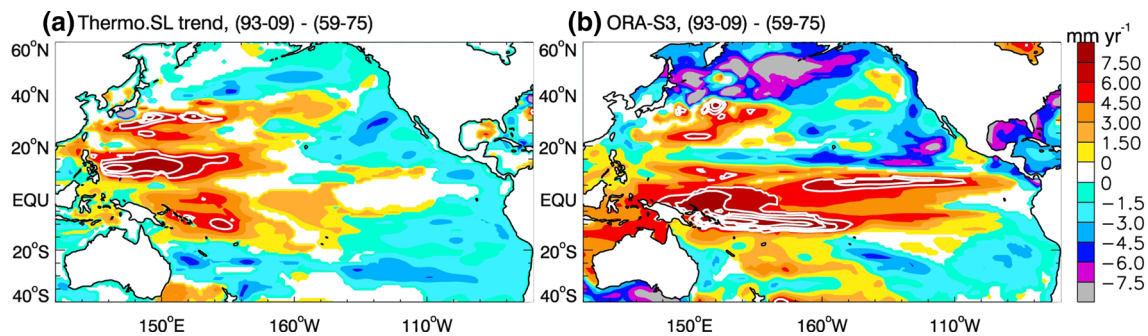 (a) Thermo.SL trend, (93-09) - (59-75)
(b) ORA-S3, (93-09) - (59-75)
mm yr⁻¹
60°N
40°N
20°N
EQU
20°S
40°S
150°E
160°W
110°W
60°N
40°N
20°N
EQU
20°S
40°S
150°E
160°W
110°W
7.50
6.00
4.50
3.00
1.50
0
0
-1.5
-3.0
-4.5
-6.0
-7.5